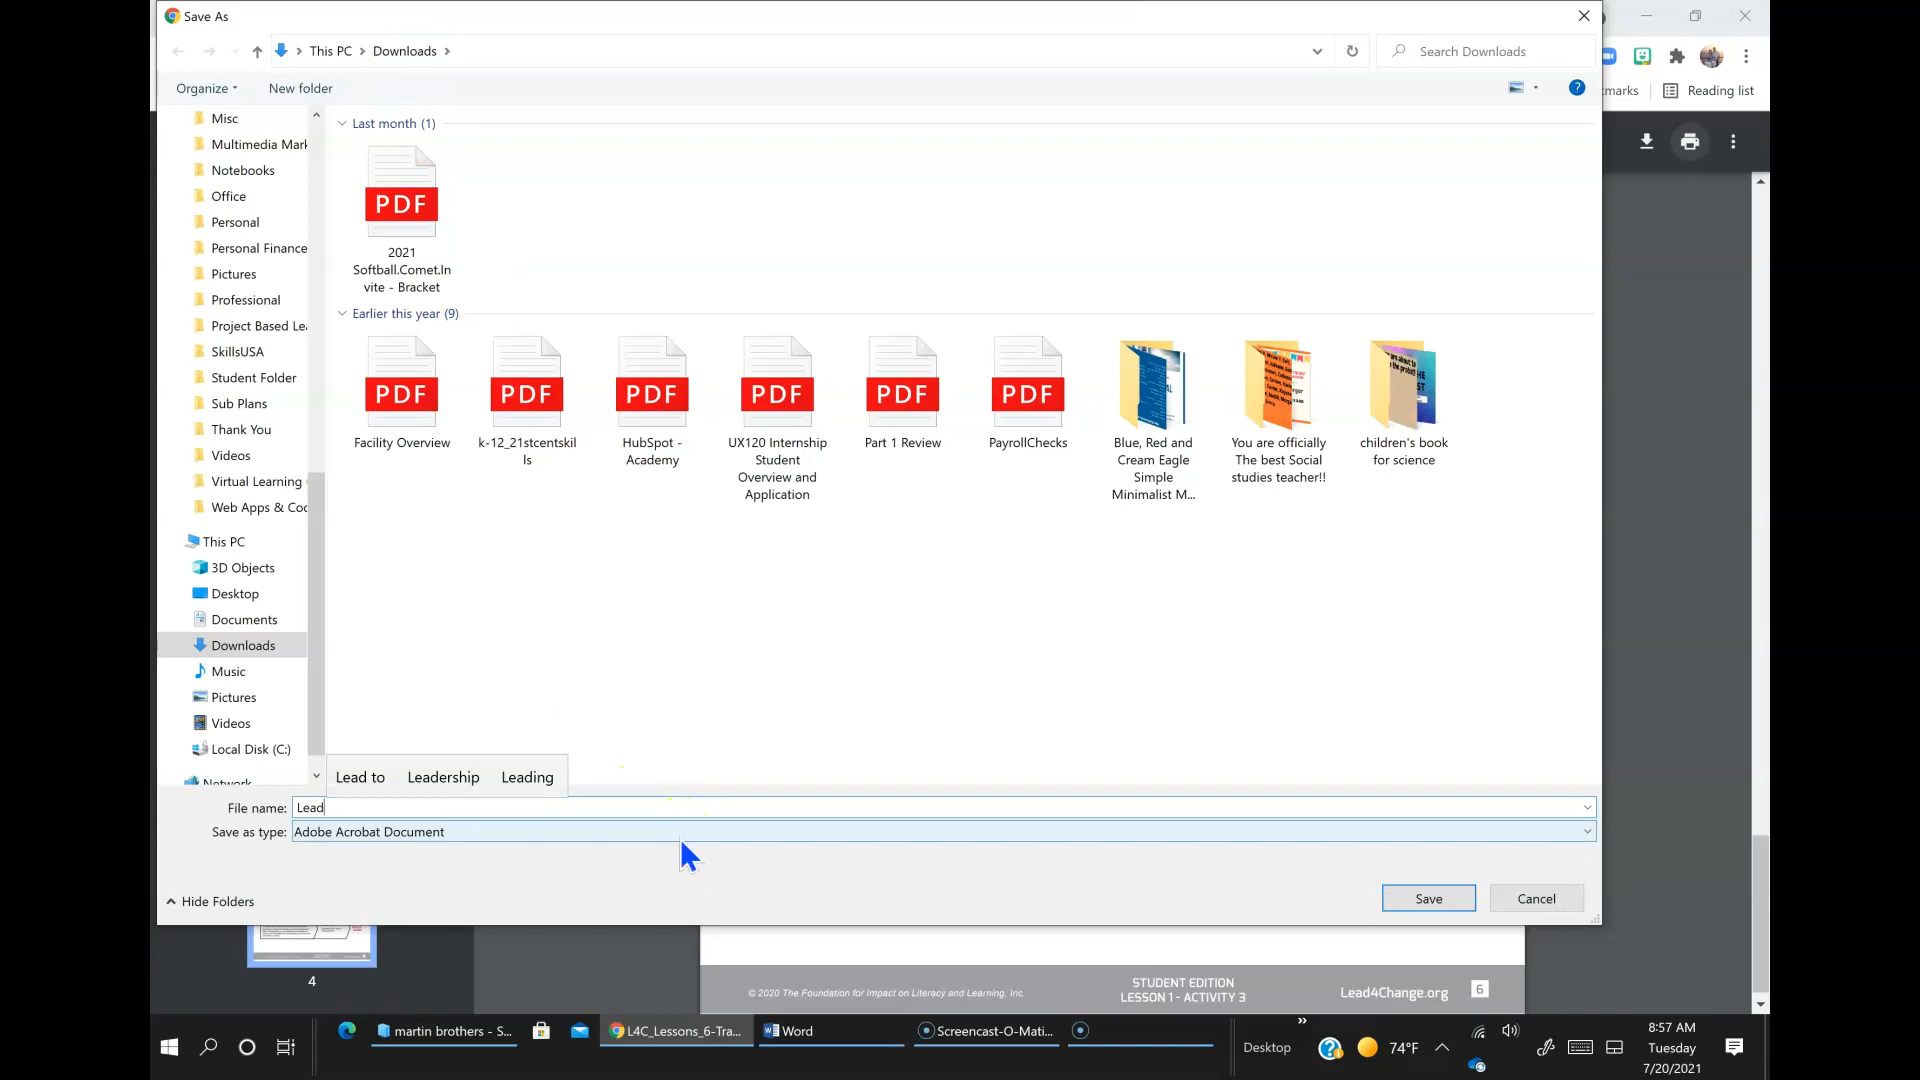 Save As
This PC
Downloads
Search Downloads
Organize
New folder
Reading list
Misc
Multimedia Mark
Notebooks
Office
Personal
Personal Finance
Pictures
Professional
Project Based Lea
SkillsUSA
Student Folder
Sub Plans
Thank You
Videos
Virtual Learning
Web Apps & Coc
This PC
3D Objects
Desktop
Documents
Downloads
Music
Pictures
Videos
Local Disk (C:)
Network
Last month (1)
PDF
2021
Softball.Comet.In
vite - Bracket
Earlier this year (9)
PDF
Facility Overview
PDF
k-12_21stcentskil
ls
PDF
HubSpot -
Academy
PDF
UX120 Internship
Student
Overview and
Application
PDF
Part 1 Review
PDF
PayrollChecks
Blue, Red and
Cream Eagle
Simple
Minimalist M...
You are officially
The best Social
studies teacher!!
children's book
for science
Lead to Leadership Leading
File name: Lead
Save as type: Adobe Acrobat Document
Hide Folders
Save
Cancel
4
© 2020 The Foundation for Impact on Literacy and Learning, Inc.
STUDENT EDITION
LESSON 1 - ACTIVITY 3
Lead4Change.org
6
martin brothers - S...
L4C_Lessons_6-Tra...
Word
Screencast-O-Mati...
Desktop
74°F
8:57 AM
Tuesday
7/20/2021